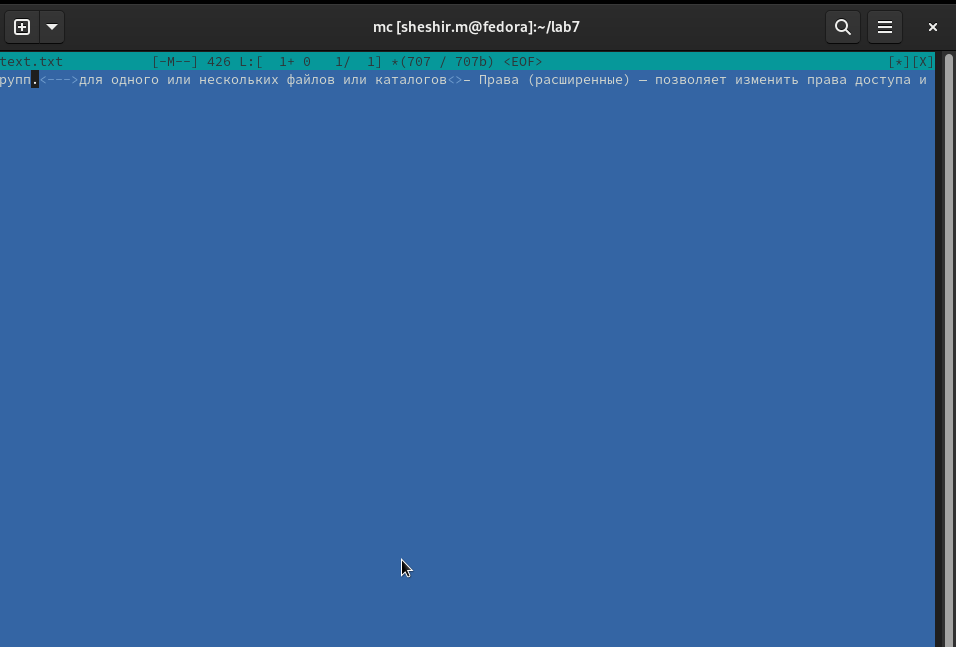 mc [sheshir.m@fedora]:~/lab7
text.txt [-M--] 426 L:[ 1+ 0 1/ 1] *(707 / 707b) <EOF> [*][X]
рупп.<--->для одного или нескольких файлов или каталогов<>– Права (расширенные) — позволяет изменить права доступа и